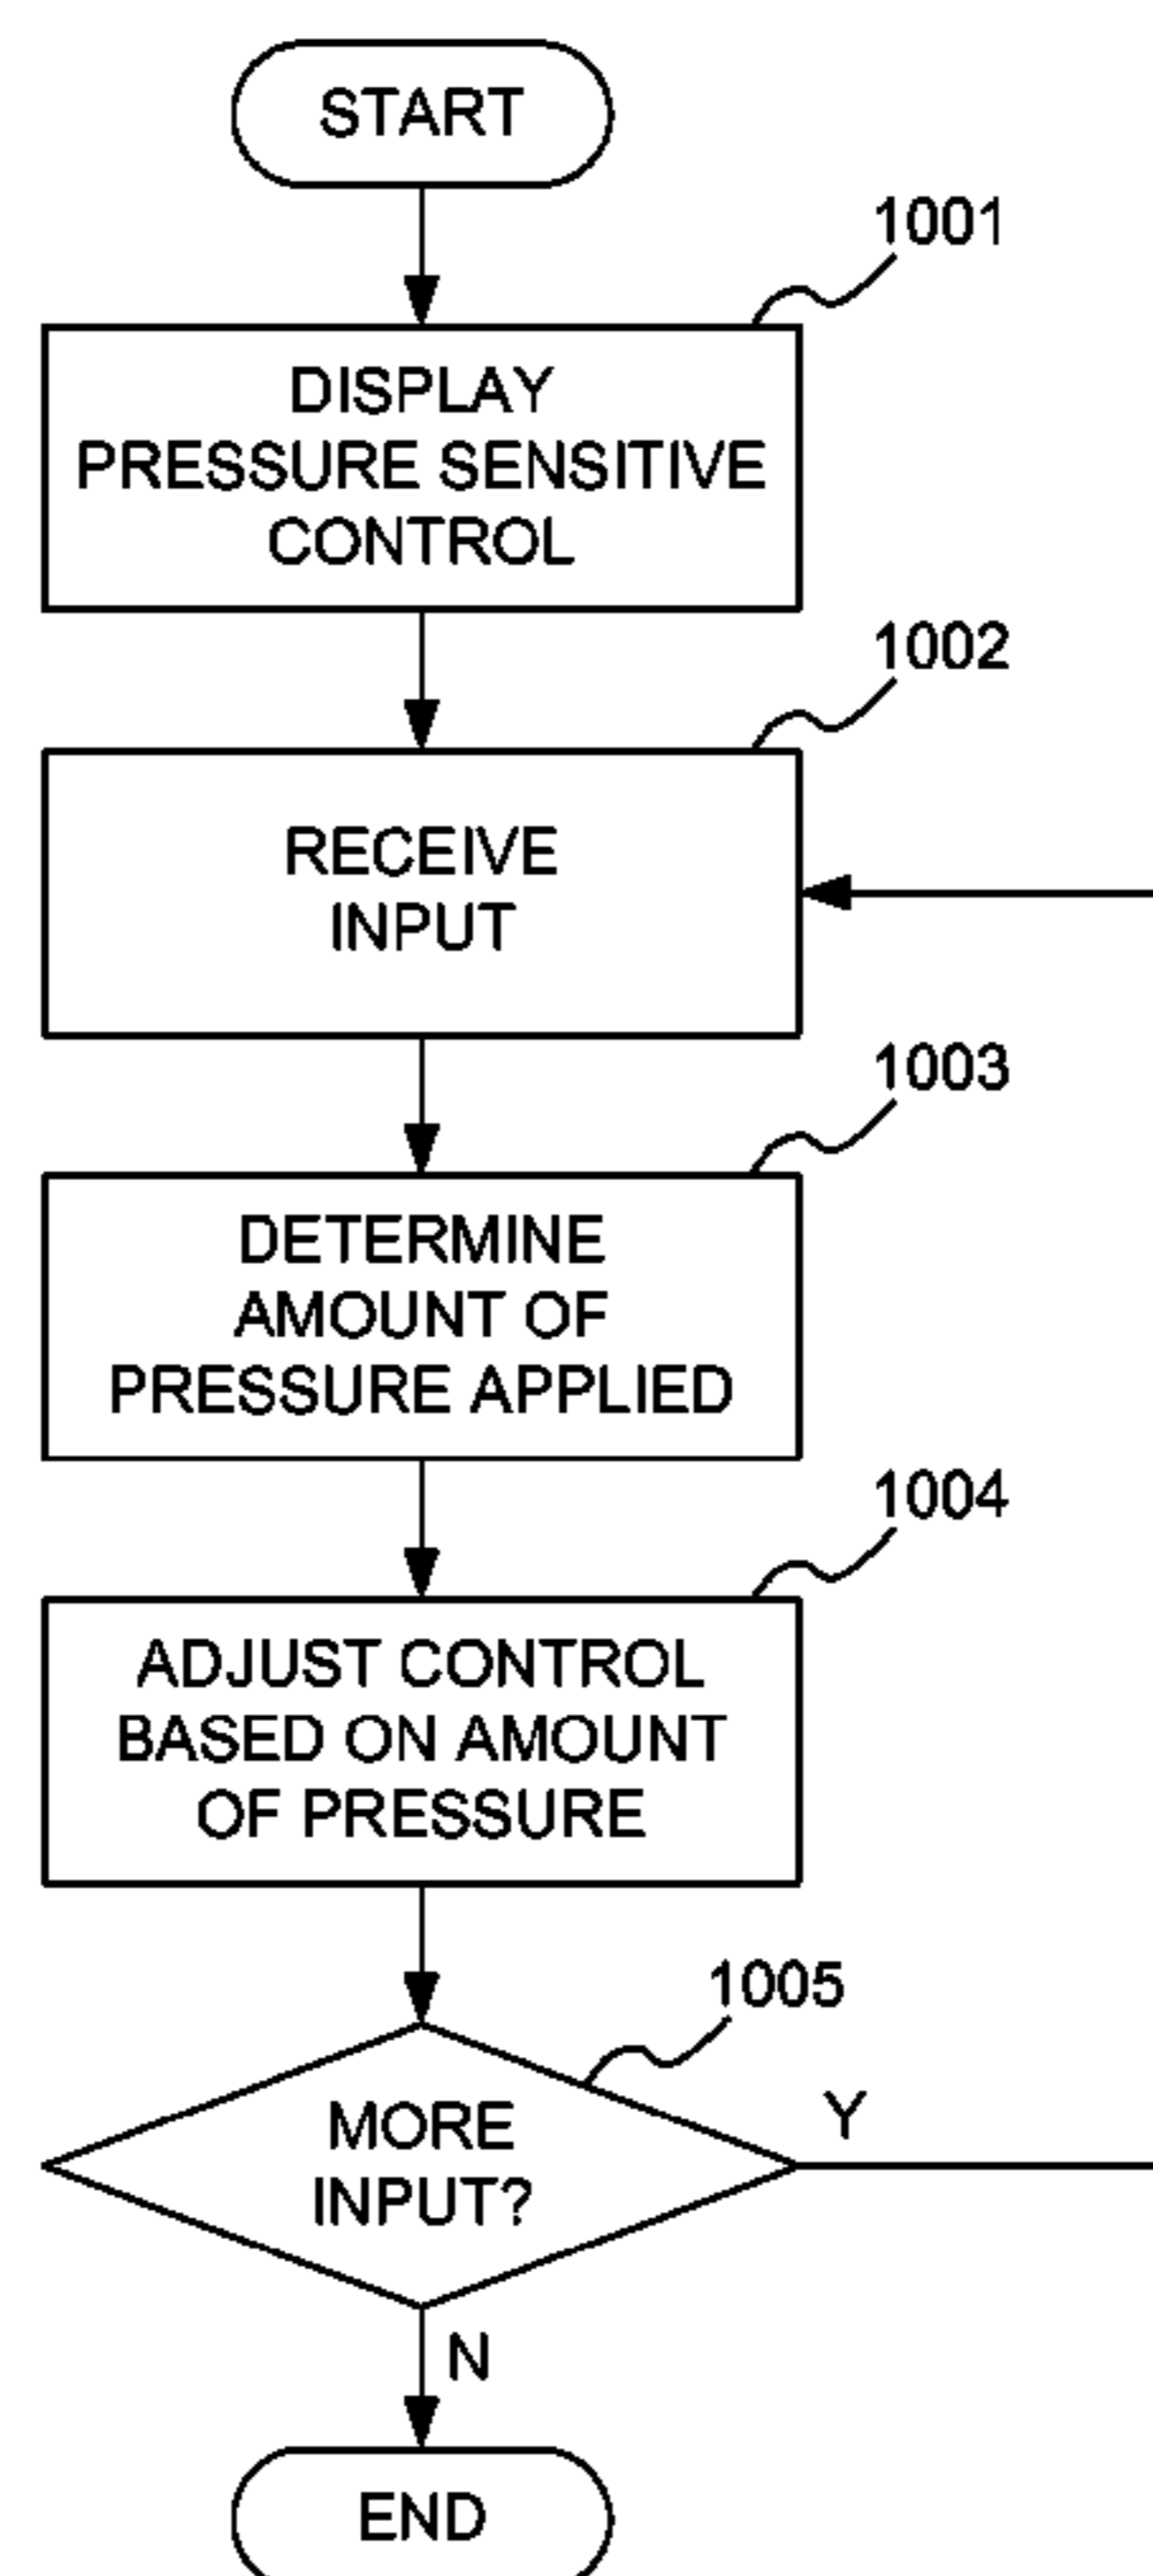 START
1001
DISPLAY
PRESSURE SENSITIVE
CONTROL
1002
RECEIVE
INPUT
1003
DETERMINE
AMOUNT OF
PRESSURE APPLIED
1004
ADJUST CONTROL
BASED ON AMOUNT
OF PRESSURE
1005
MORE
INPUT?
Y
N
END